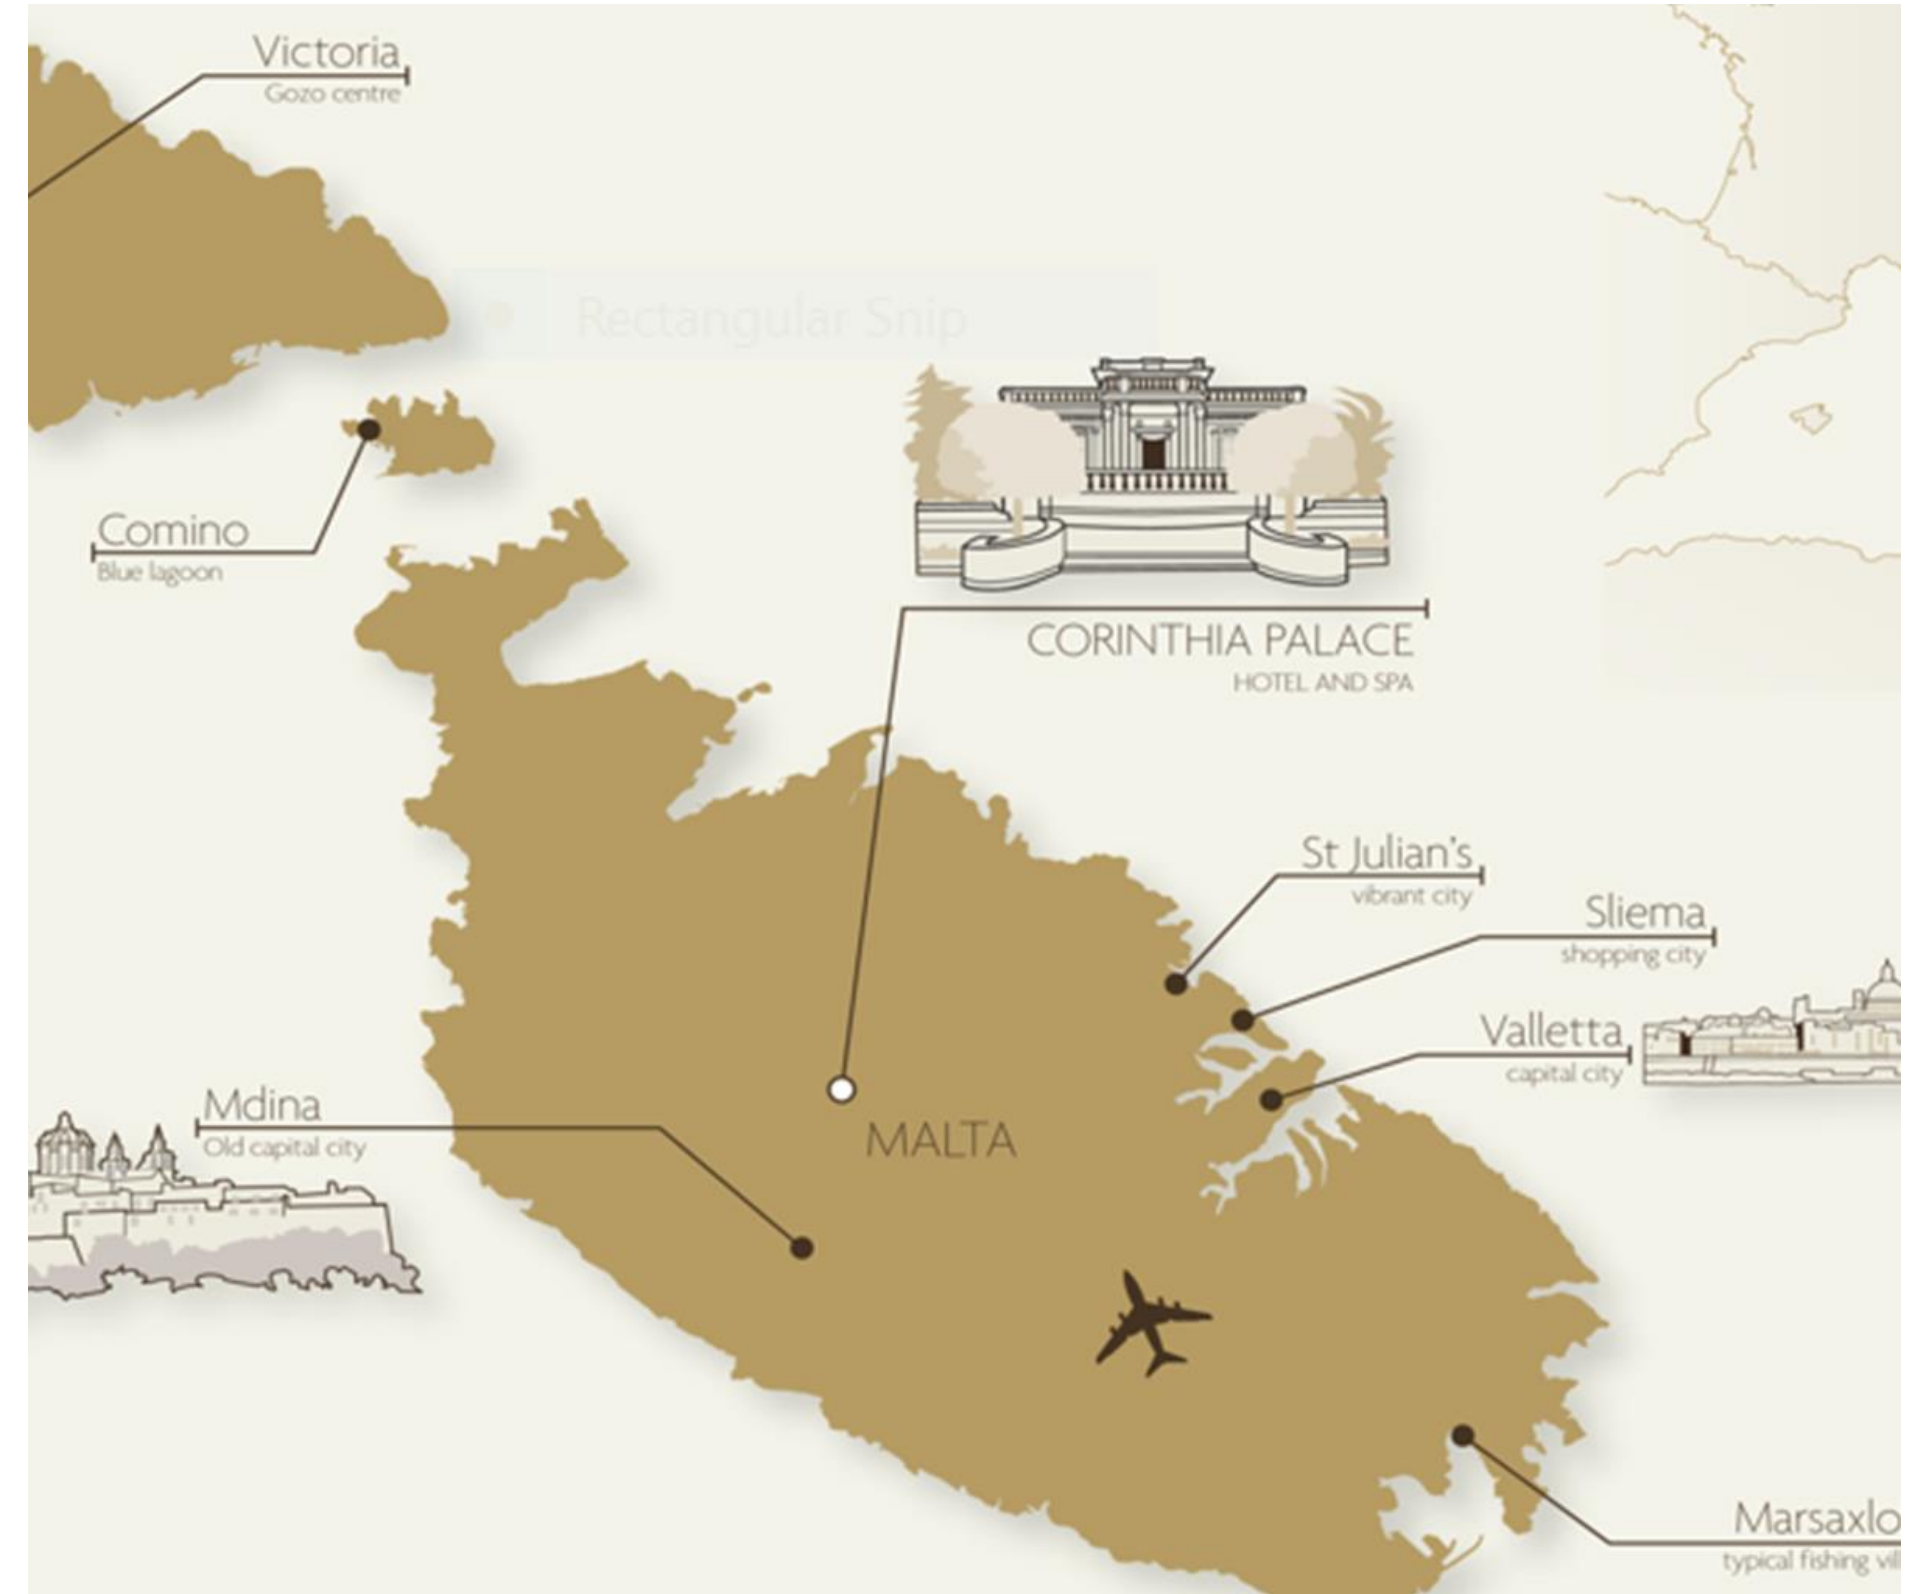 Victoria
Gozo centre
Rectangular Snip
Comino
Blue lagoon
CORINTHIA PALACE
HOTEL AND SPA
St Julian's
vibrant city
Sliema
shopping city
Valletta
capital city
Mdina
Old capital city
MALTA
Marsaxlo
typical fishing vil